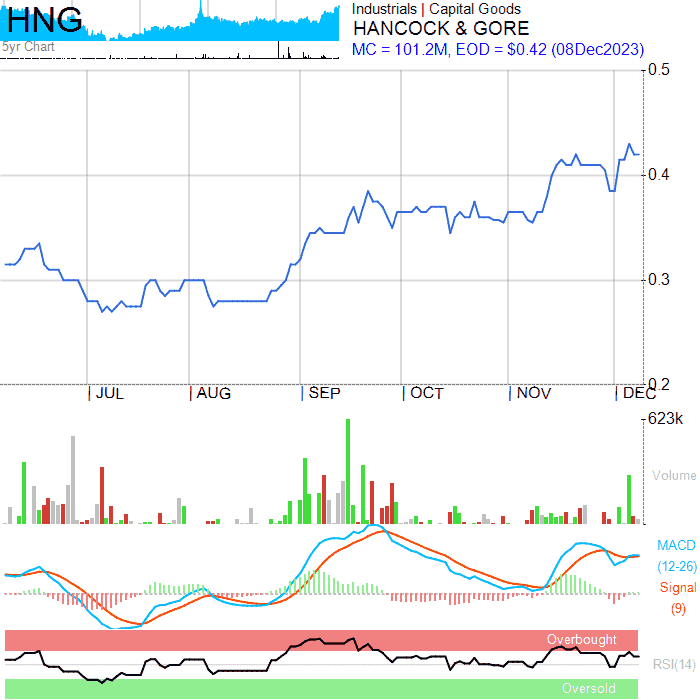 HNG
5yr Chart
Industrials | Capital Goods
HANCOCK & GORE
MC = 101.2M, EOD = $0.42 (08Dec2023)
0.5
0.4
0.3
0.2
JUL AUG SEP OCT NOV DEC
623k
Volume
MACD
(12-26)
Signal
(9)
Overbought
RSI(14)
Oversold